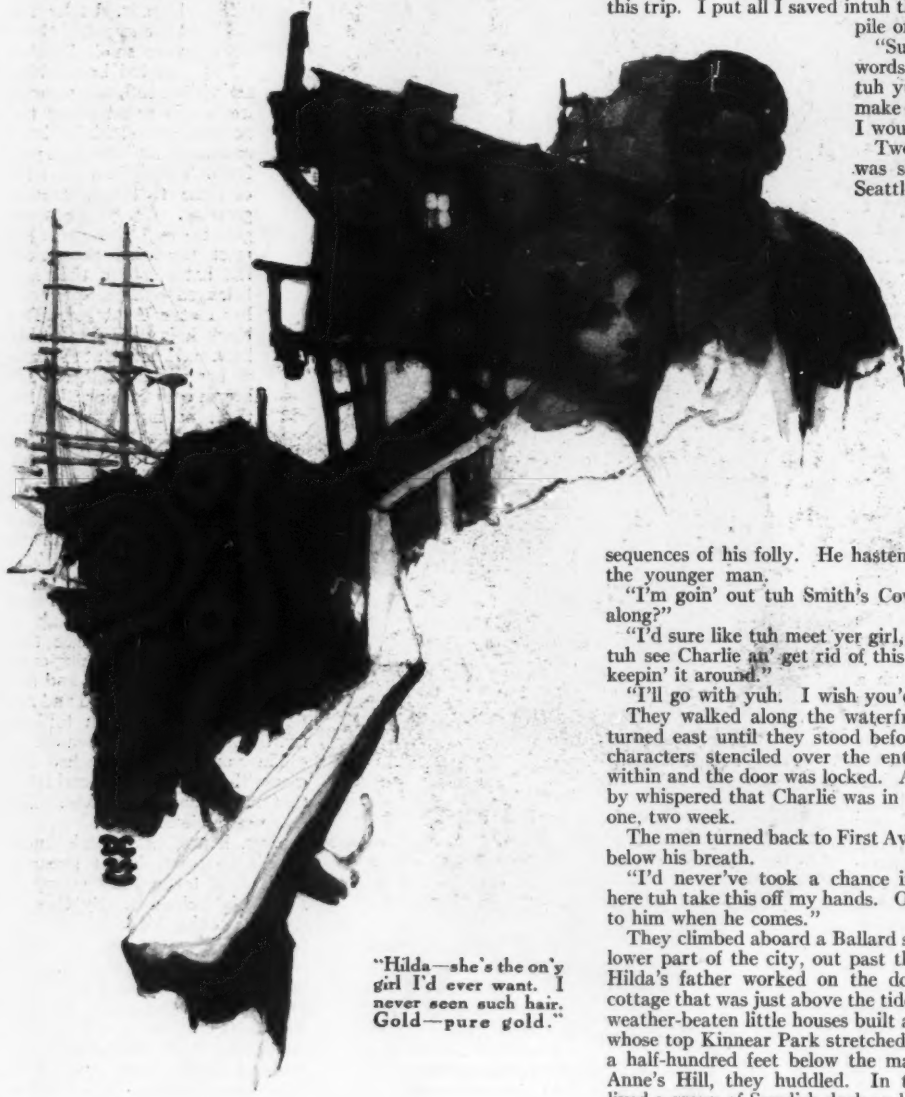 this trip. I put all I saved intuh t
pile o
"Su
words
tuh y
make
I wou
Two
was s
Seattl
sequences of his folly. He hasten
the younger man.
"I'm goin' out tuh Smith's Cov
along?"
"I'd sure like tuh meet yer girl,
tuh see Charlie an' get rid of this
keepin' it around."
"I'll go with yuh. I wish you'd
They walked along the waterfr
turned east until they stood befo
characters stenciled over the ent
within and the door was locked. A
by whispered that Charlie was in
one, two week.
The men turned back to First Av
below his breath.
"I'd never've took a chance i
here tuh take this off my hands. C
to him when he comes."
They climbed aboard a Ballard s
lower part of the city, out past th
Hilda's father worked on the do
cottage that was just above the tide
weather-beaten little houses built a
whose top Kinnear Park stretched
a half-hundred feet below the ma
Anne's Hill, they huddled. In t
"Hilda—she's the on'y
girl I'd ever want. I
never seen such hair.
Gold—pure gold."